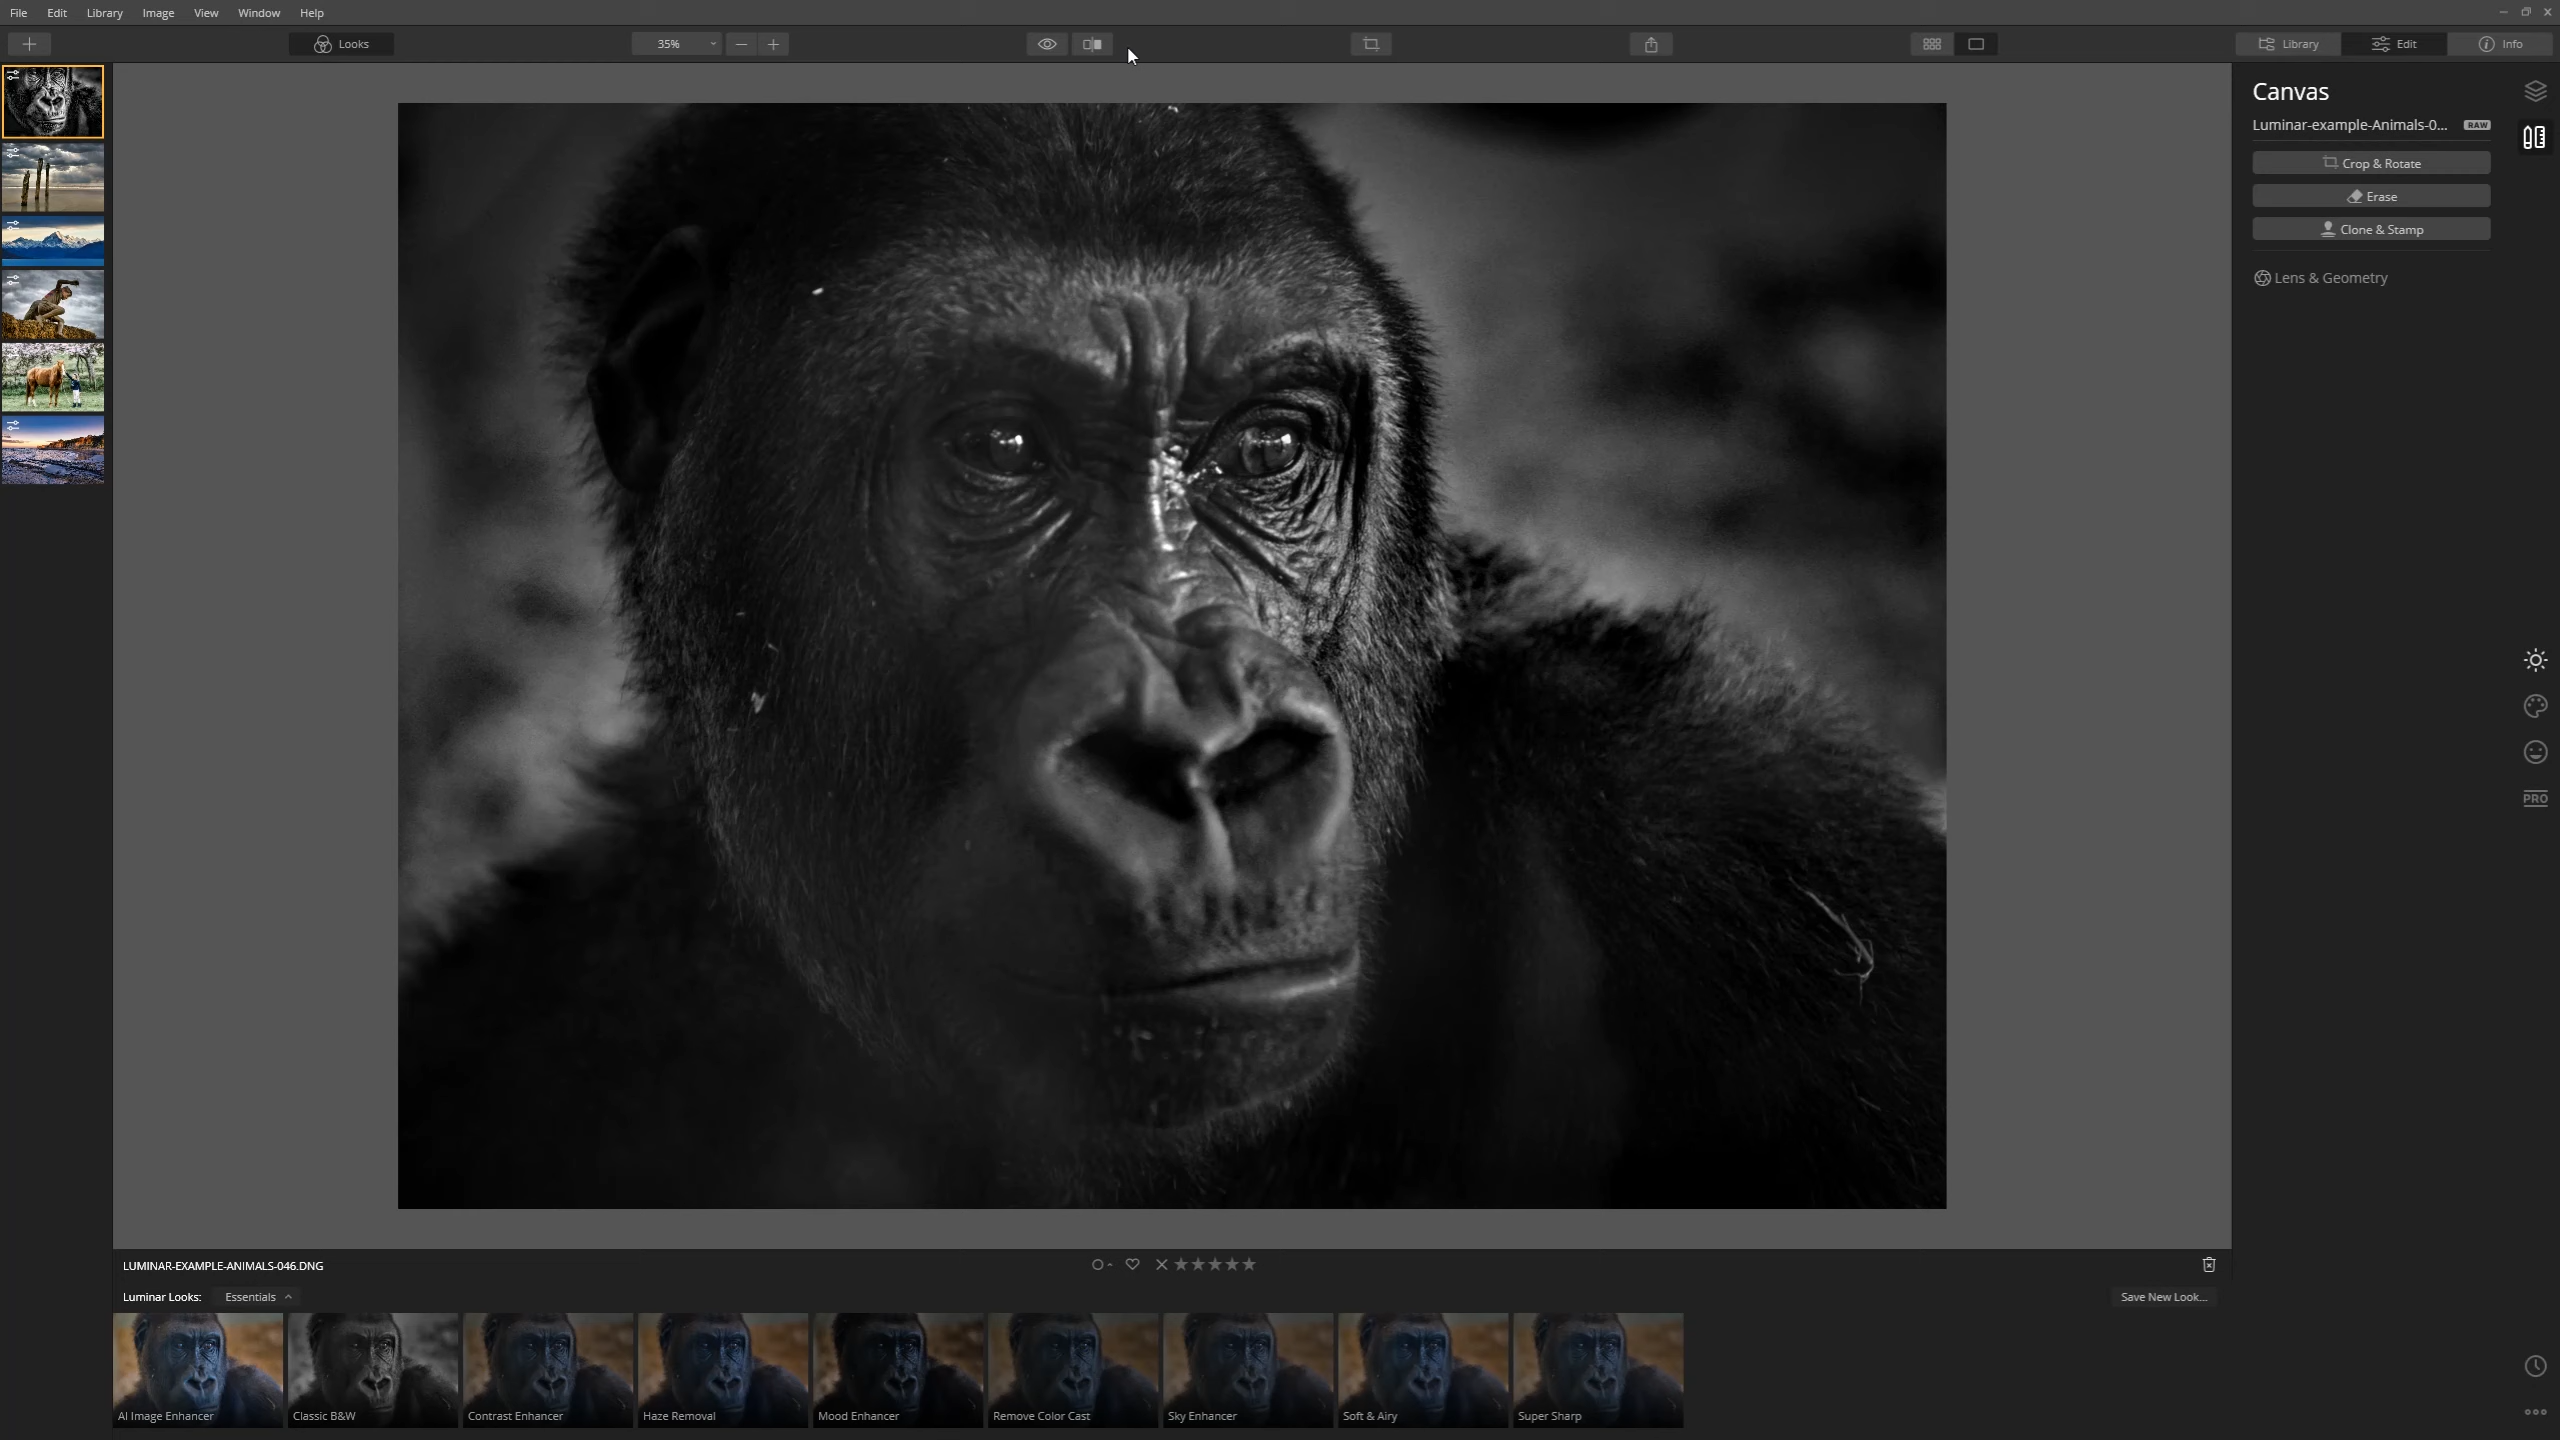 File Edit Library Image View Window Help
Looks 35% Library Edit Info
Canvas
Luminar-example-Animals-0... RAW
Crop & Rotate
Erase
Clone & Stamp
Lens & Geometry
PRO
LUMINAR-EXAMPLE-ANIMALS-046.DNG
Luminar Looks: Essentials Save New Look...
AI Image Enhancer Classic B&W Contrast Enhancer Haze Removal Mood Enhancer Remove Color Cast Sky Enhancer Soft & Airy Super Sharp